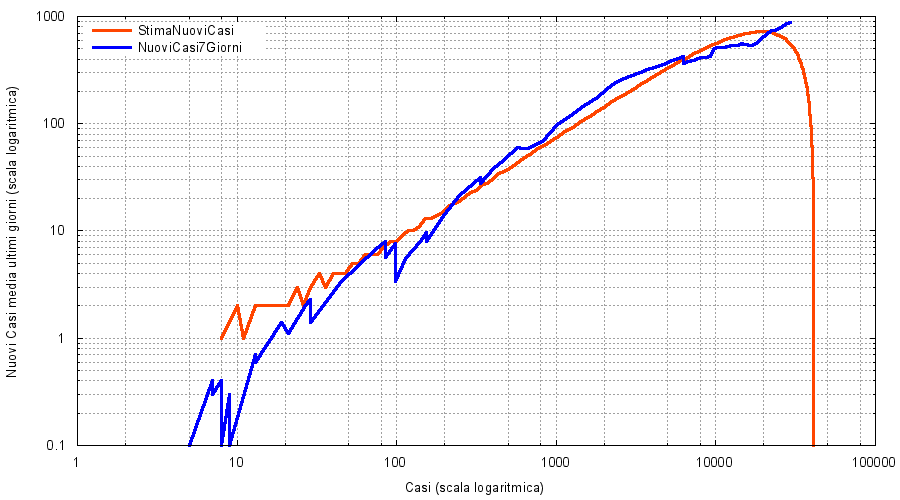 StimaNuoviCasi
NuoviCasi7Giorni
Nuovi Casi media ultimi giorni (scala logaritmica)
1000
100
10
1
0.1
1 10 100 1000 10000 100000
Casi (scala logaritmica)